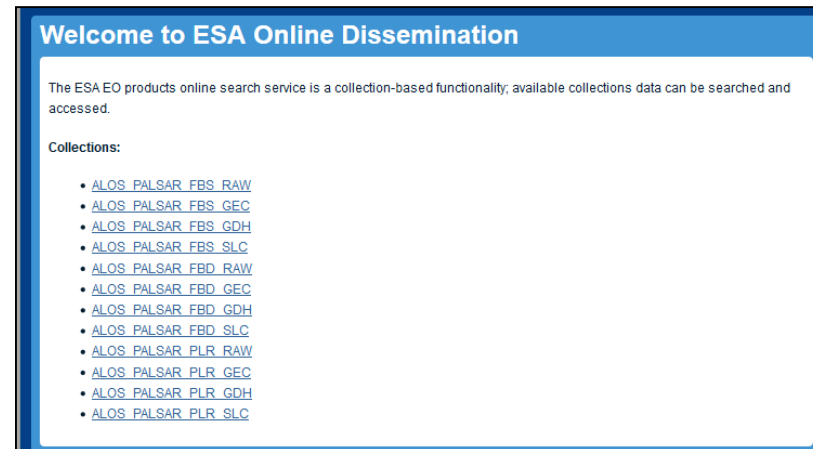 Welcome to ESA Online Dissemination
The ESA EO products online search service is a collection-based functionality; available collections data can be searched and
accessed.
Collections:
• ALOS_PALSAR_FBS_RAW
• ALOS_PALSAR_FBS_GEC
• ALOS_PALSAR_FBS_GDH
• ALOS_PALSAR_FBS_SLC
• ALOS_PALSAR_FBD_RAW
• ALOS_PALSAR_FBD_GEC
• ALOS_PALSAR_FBD_GDH
• ALOS_PALSAR_FBD_SLC
• ALOS_PALSAR_PLR_RAW
• ALOS_PALSAR_PLR_GEC
• ALOS_PALSAR_PLR_GDH
• ALOS_PALSAR_PLR_SLC